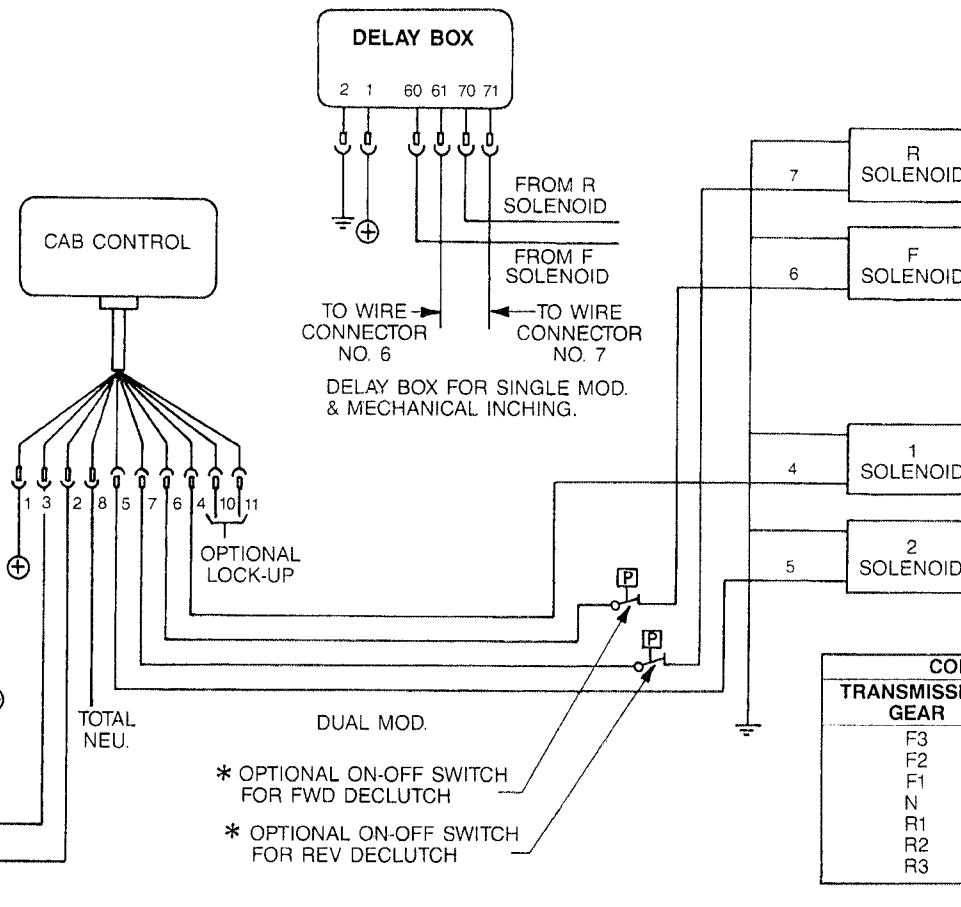 DELAY BOX
2 1 60 61 70 71
FROM R
SOLENOID
FROM F
SOLENOID
TO WIRE
CONNECTOR
NO. 6
TO WIRE
CONNECTOR
NO. 7
DELAY BOX FOR SINGLE MOD.
& MECHANICAL INCHING.
CAB CONTROL
1 3 2 8 5 7 6 4 10 11
OPTIONAL
LOCK-UP
TOTAL
NEU.
P
P
DUAL MOD.
* OPTIONAL ON-OFF SWITCH
FOR FWD DECLUTCH
* OPTIONAL ON-OFF SWITCH
FOR REV DECLUTCH
7
R
SOLENOID
6
F
SOLENOID
4
1
SOLENOID
5
2
SOLENOID
TRANSMISSI
GEAR
F3
F2
F1
N
R1
R2
R3